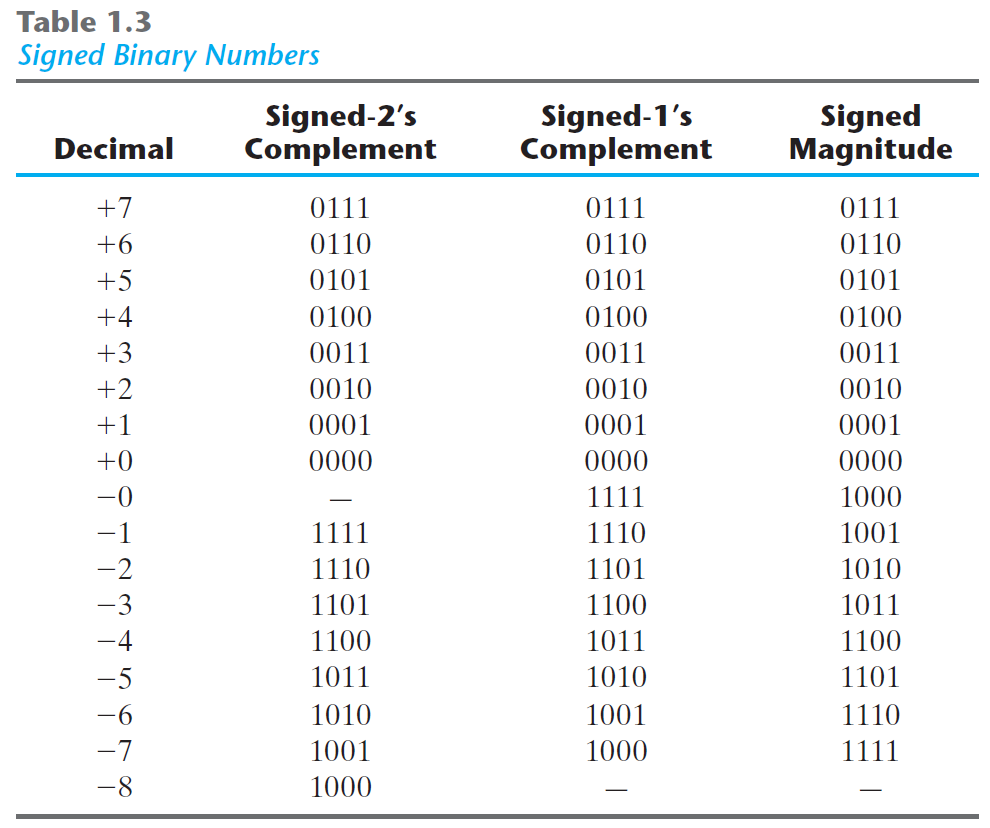 Table 1.3
Signed Binary Numbers
Decimal Signed-2's Complement Signed-1's Complement Signed Magnitude
+7 0111 0111 0111
+6 0110 0110 0110
+5 0101 0101 0101
+4 0100 0100 0100
+3 0011 0011 0011
+2 0010 0010 0010
+1 0001 0001 0001
+0 0000 0000 0000
−0 — 1111 1000
−1 1111 1110 1001
−2 1110 1101 1010
−3 1101 1100 1011
−4 1100 1011 1100
−5 1011 1010 1101
−6 1010 1001 1110
−7 1001 1000 1111
−8 1000 — —